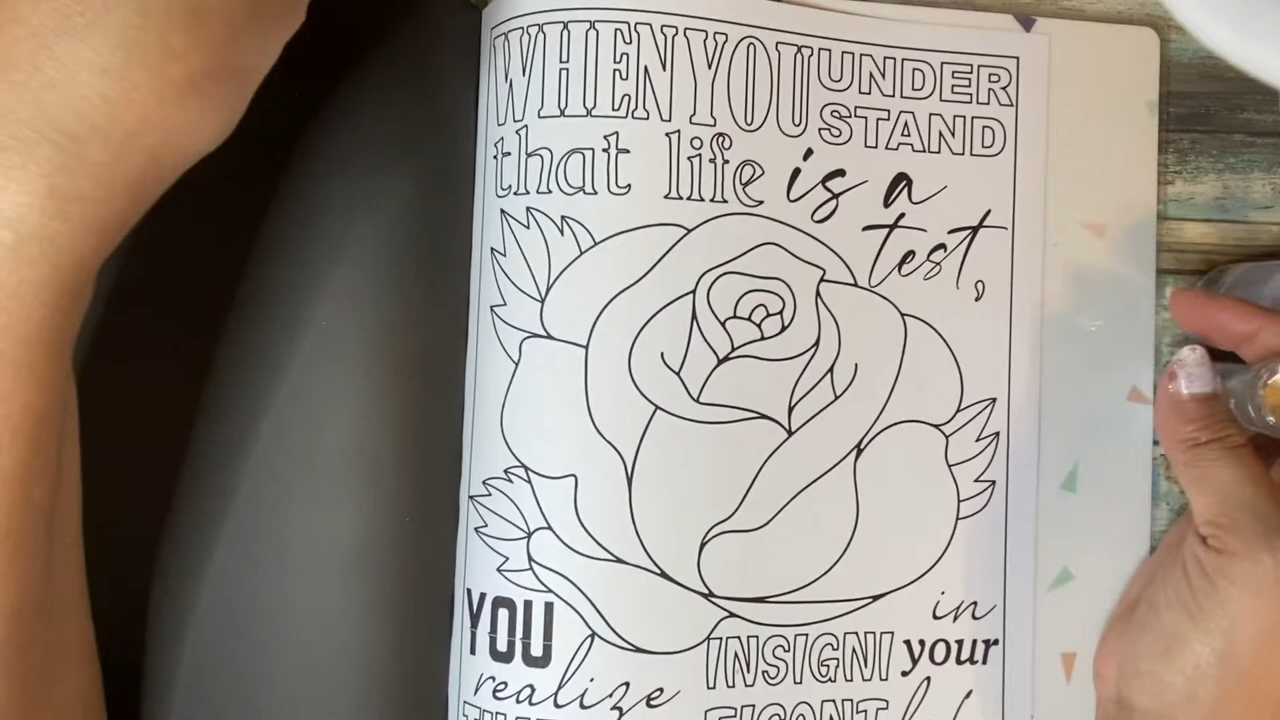 WHEN YOU UNDER
STAND
that life is a
test,
YOU
realize
INSIGNI
in
your